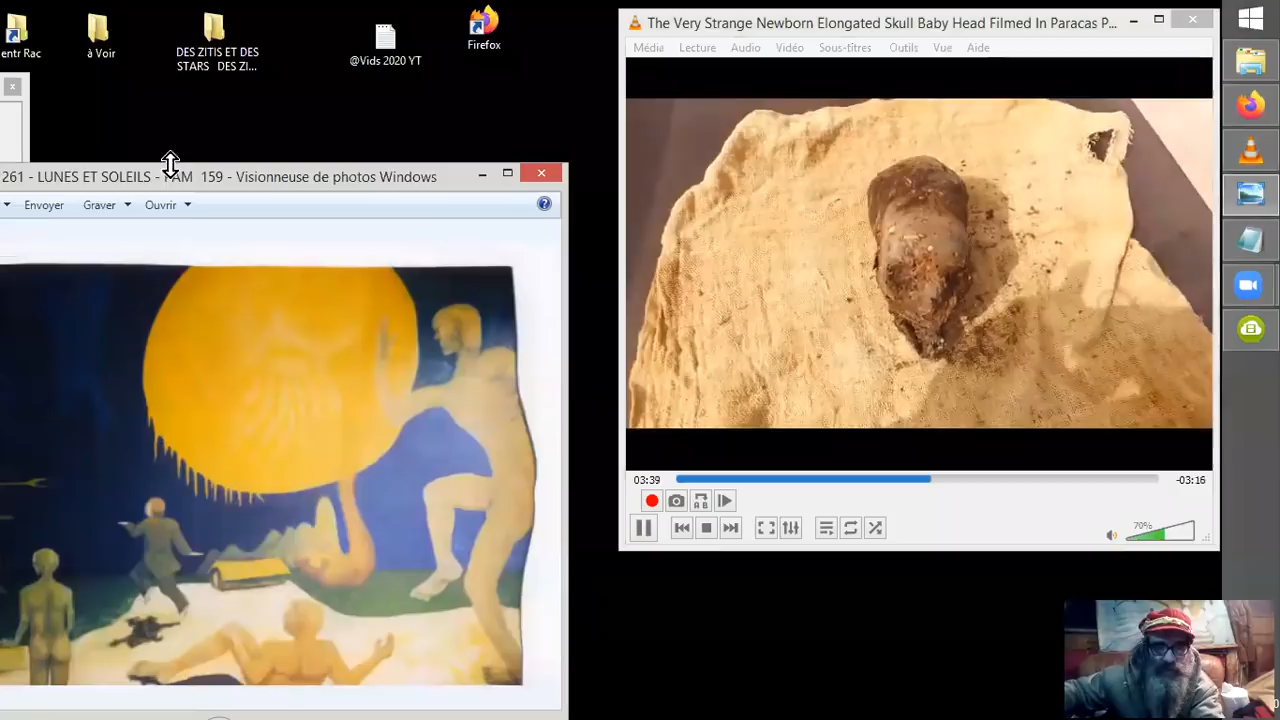 entr Rac
à Voir
DES ZITIS ET DES
STARS DES ZI...
@Vids 2020 YT
Firefox
The Very Strange Newborn Elongated Skull Baby Head Filmed In Paracas P...
Média Lecture Audio Vidéo Sous-titres Outils Vue Aide
261 - LUNES ET SOLEILS - FAM 159 - Visionneuse de photos Windows
Envoyer Graver Ouvrir
03:39
-03:16
70%